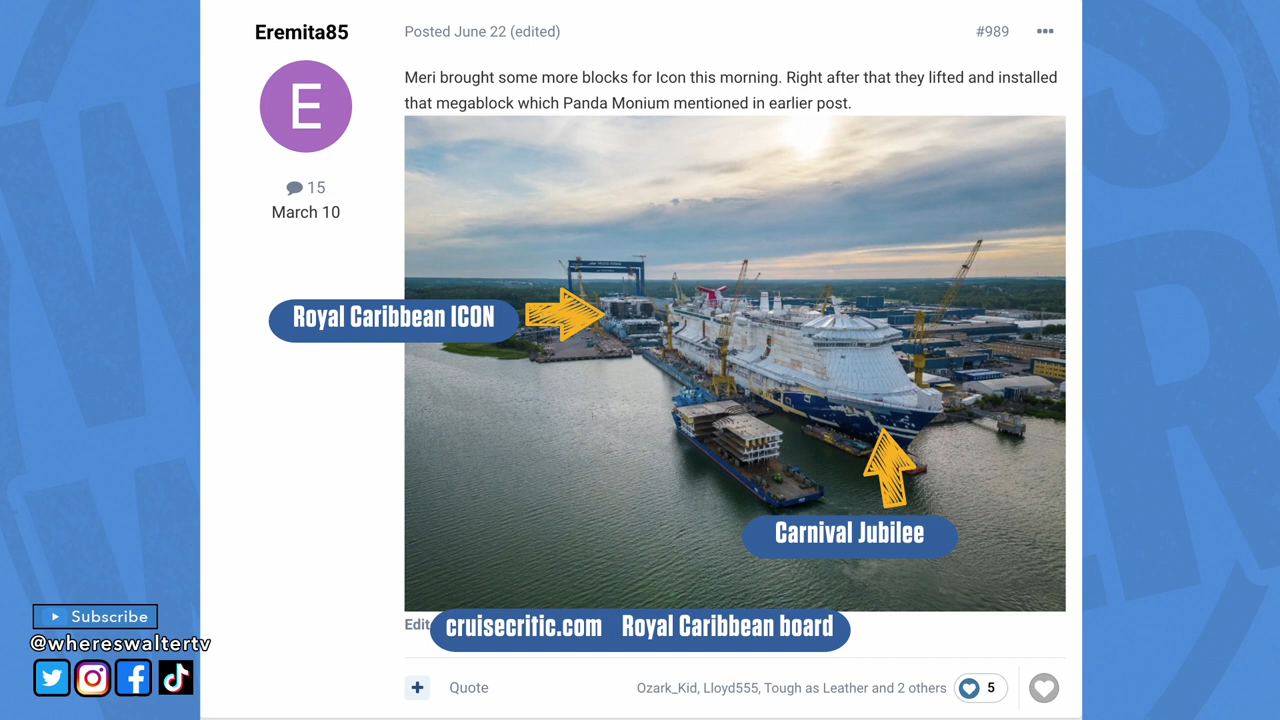 Eremita85
Posted June 22 (edited)
#989
Meri brought some more blocks for Icon this morning. Right after that they lifted and installed
that megablock which Panda Monium mentioned in earlier post.
E
15
March 10
Royal Caribbean ICON
Carnival Jubilee
Edit
cruisecritic.com Royal Caribbean board
Subscribe
@whereswaltertv
+ Quote
Ozark_Kid, Lloyd555, Tough as Leather and 2 others
5